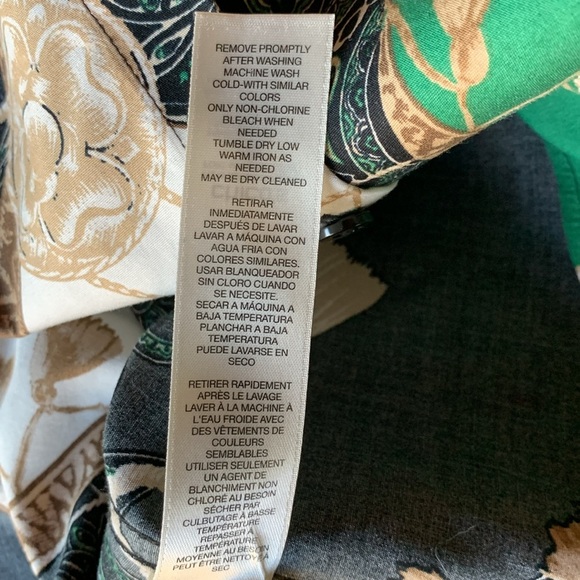 REMOVE PROMPTLY
AFTER WASHING
MACHINE WASH
COLD-WITH SIMILAR
COLORS
ONLY NON-CHLORINE
BLEACH WHEN
NEEDED
TUMBLE DRY LOW
WARM IRON AS
NEEDED
MAY BE DRY CLEANED
RETIRAR
INMEDIATAMENTE
DESPUÉS DE LAVAR
LAVAR A MÁQUINA CON
AGUA FRIA CON
COLORES SIMILARES.
USAR BLANQUEADOR
SIN CLORO CUANDO
SE NECESITE.
SECAR A MÁQUINA A
BAJA TEMPERATURA
PLANCHAR A BAJA
TEMPERATURA
PUEDE LAVARSE EN
SECO
RETIRER RAPIDEMENT
APRÈS LE LAVAGE
LAVER À LA MACHINE À
L'EAU FROIDE AVEC
DES VÊTEMENTS DE
COULEURS
SEMBLABLES
UTILISER SEULEMENT
UN AGENT DE
BLANCHIMENT NON
CHLORÉ AU BESOIN
SÉCHER PAR
CULBUTAGE À BASSE
TEMPÉRATURE
REPASSER À
TEMPÉRATURE
MOYENNE AU BESOIN
PEUT ÊTRE NETTOYÉ
SEC